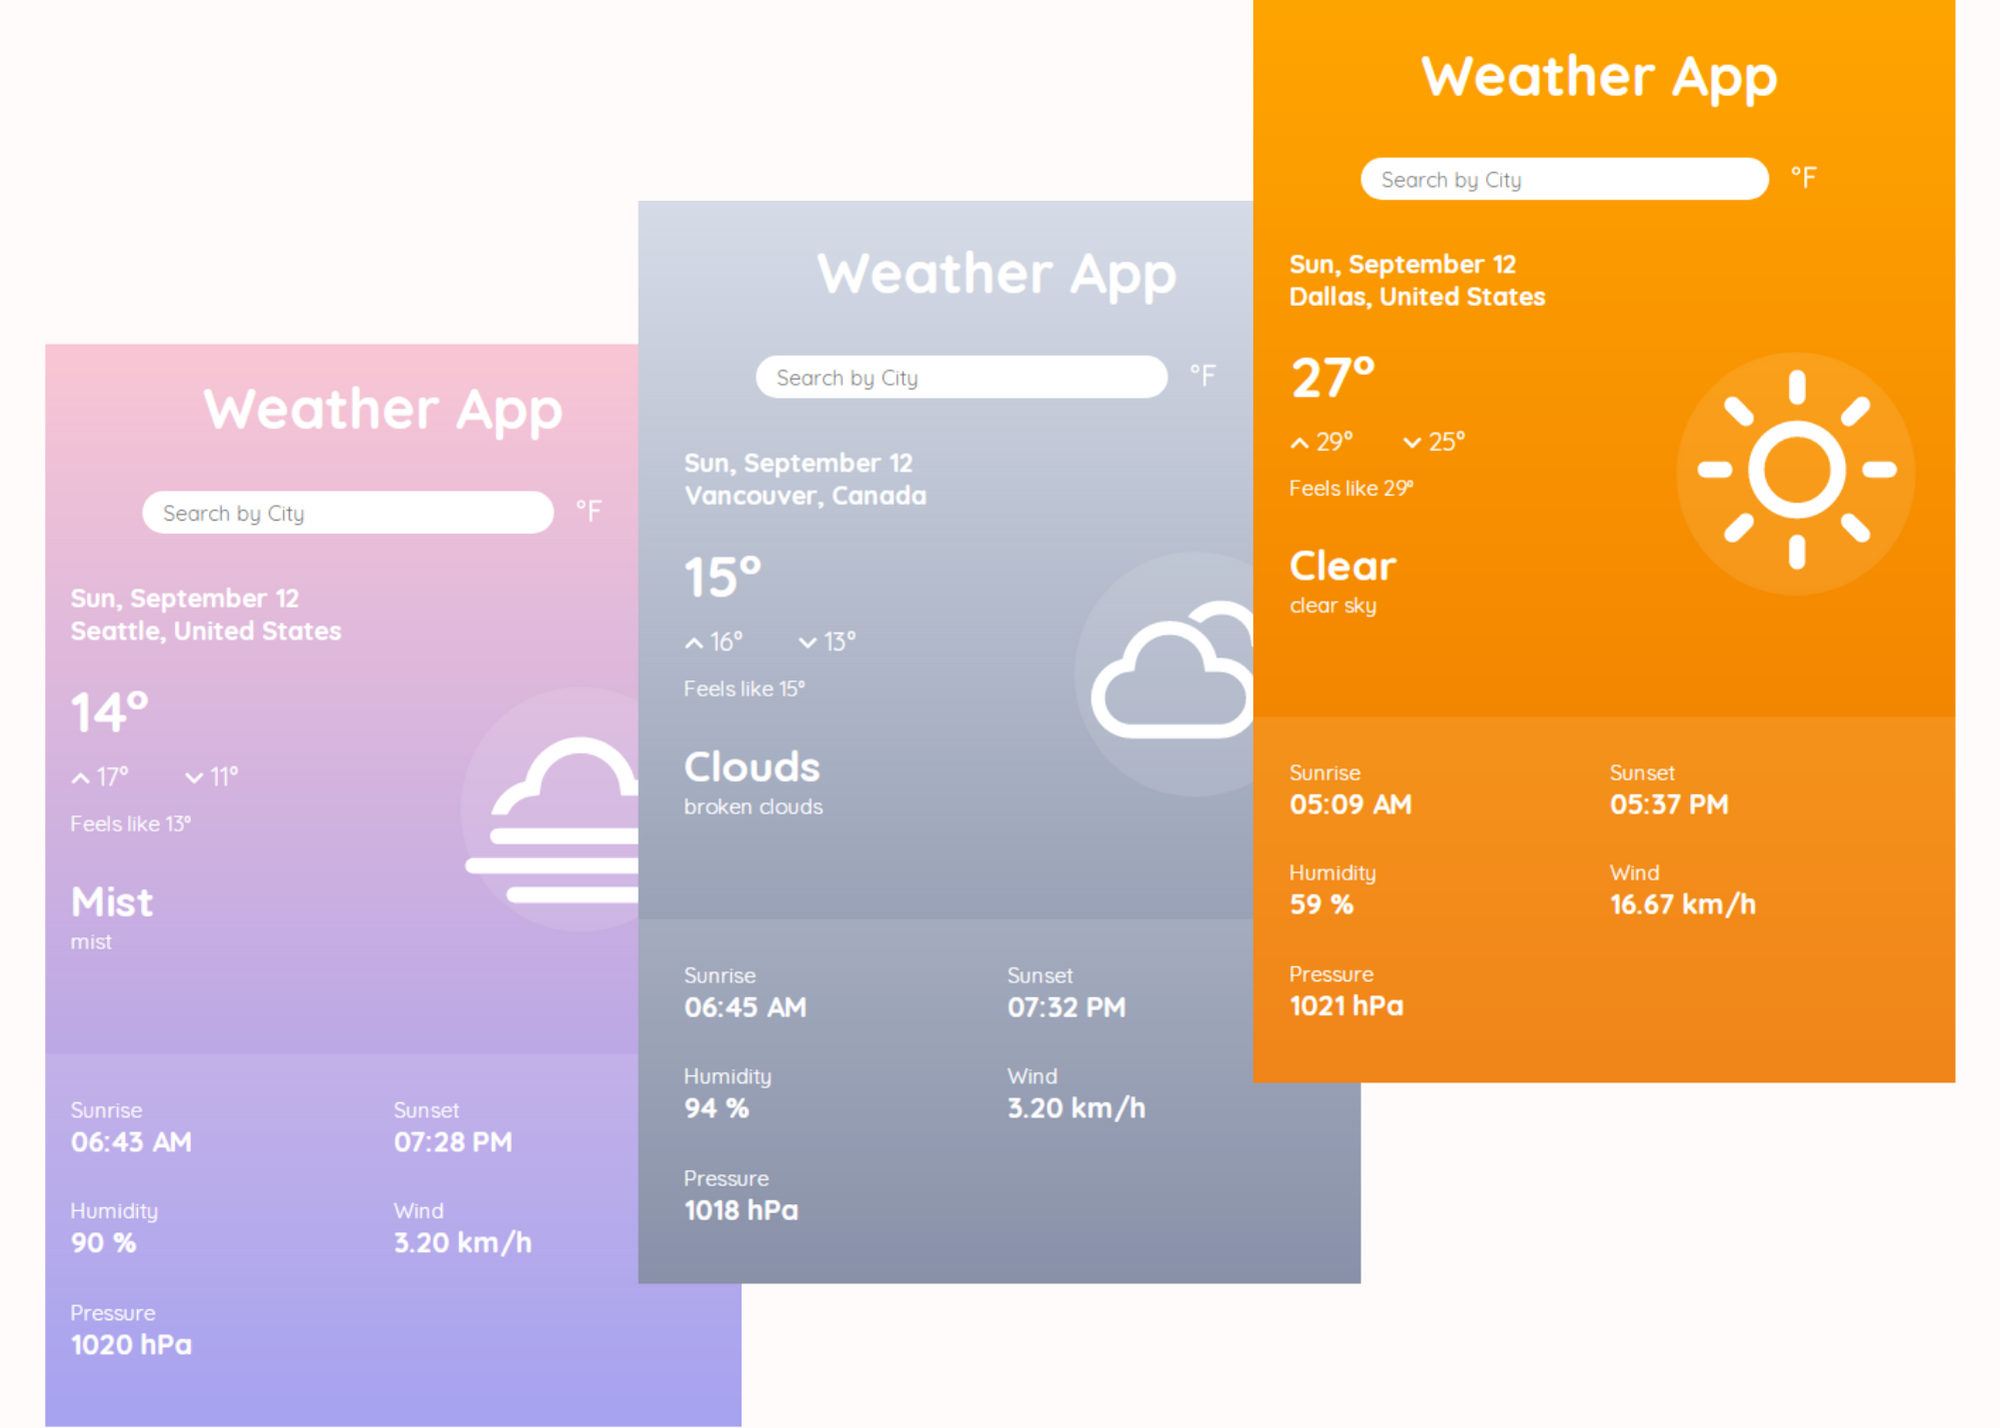 Weather App
Search by City °F
Sun, September 12
Seattle, United States
14°
17° 11°
Feels like 13°
Mist
mist
Sunrise Sunset
06:43 AM 07:28 PM
Humidity Wind
90 % 3.20 km/h
Pressure
1020 hPa
Weather App
Search by City °F
Sun, September 12
Vancouver, Canada
15°
16° 13°
Feels like 15°
Clouds
broken clouds
Sunrise Sunset
06:45 AM 07:32 PM
Humidity Wind
94 % 3.20 km/h
Pressure
1018 hPa
Weather App
Search by City °F
Sun, September 12
Dallas, United States
27°
29° 25°
Feels like 29°
Clear
clear sky
Sunrise Sunset
05:09 AM 05:37 PM
Humidity Wind
59 % 16.67 km/h
Pressure
1021 hPa